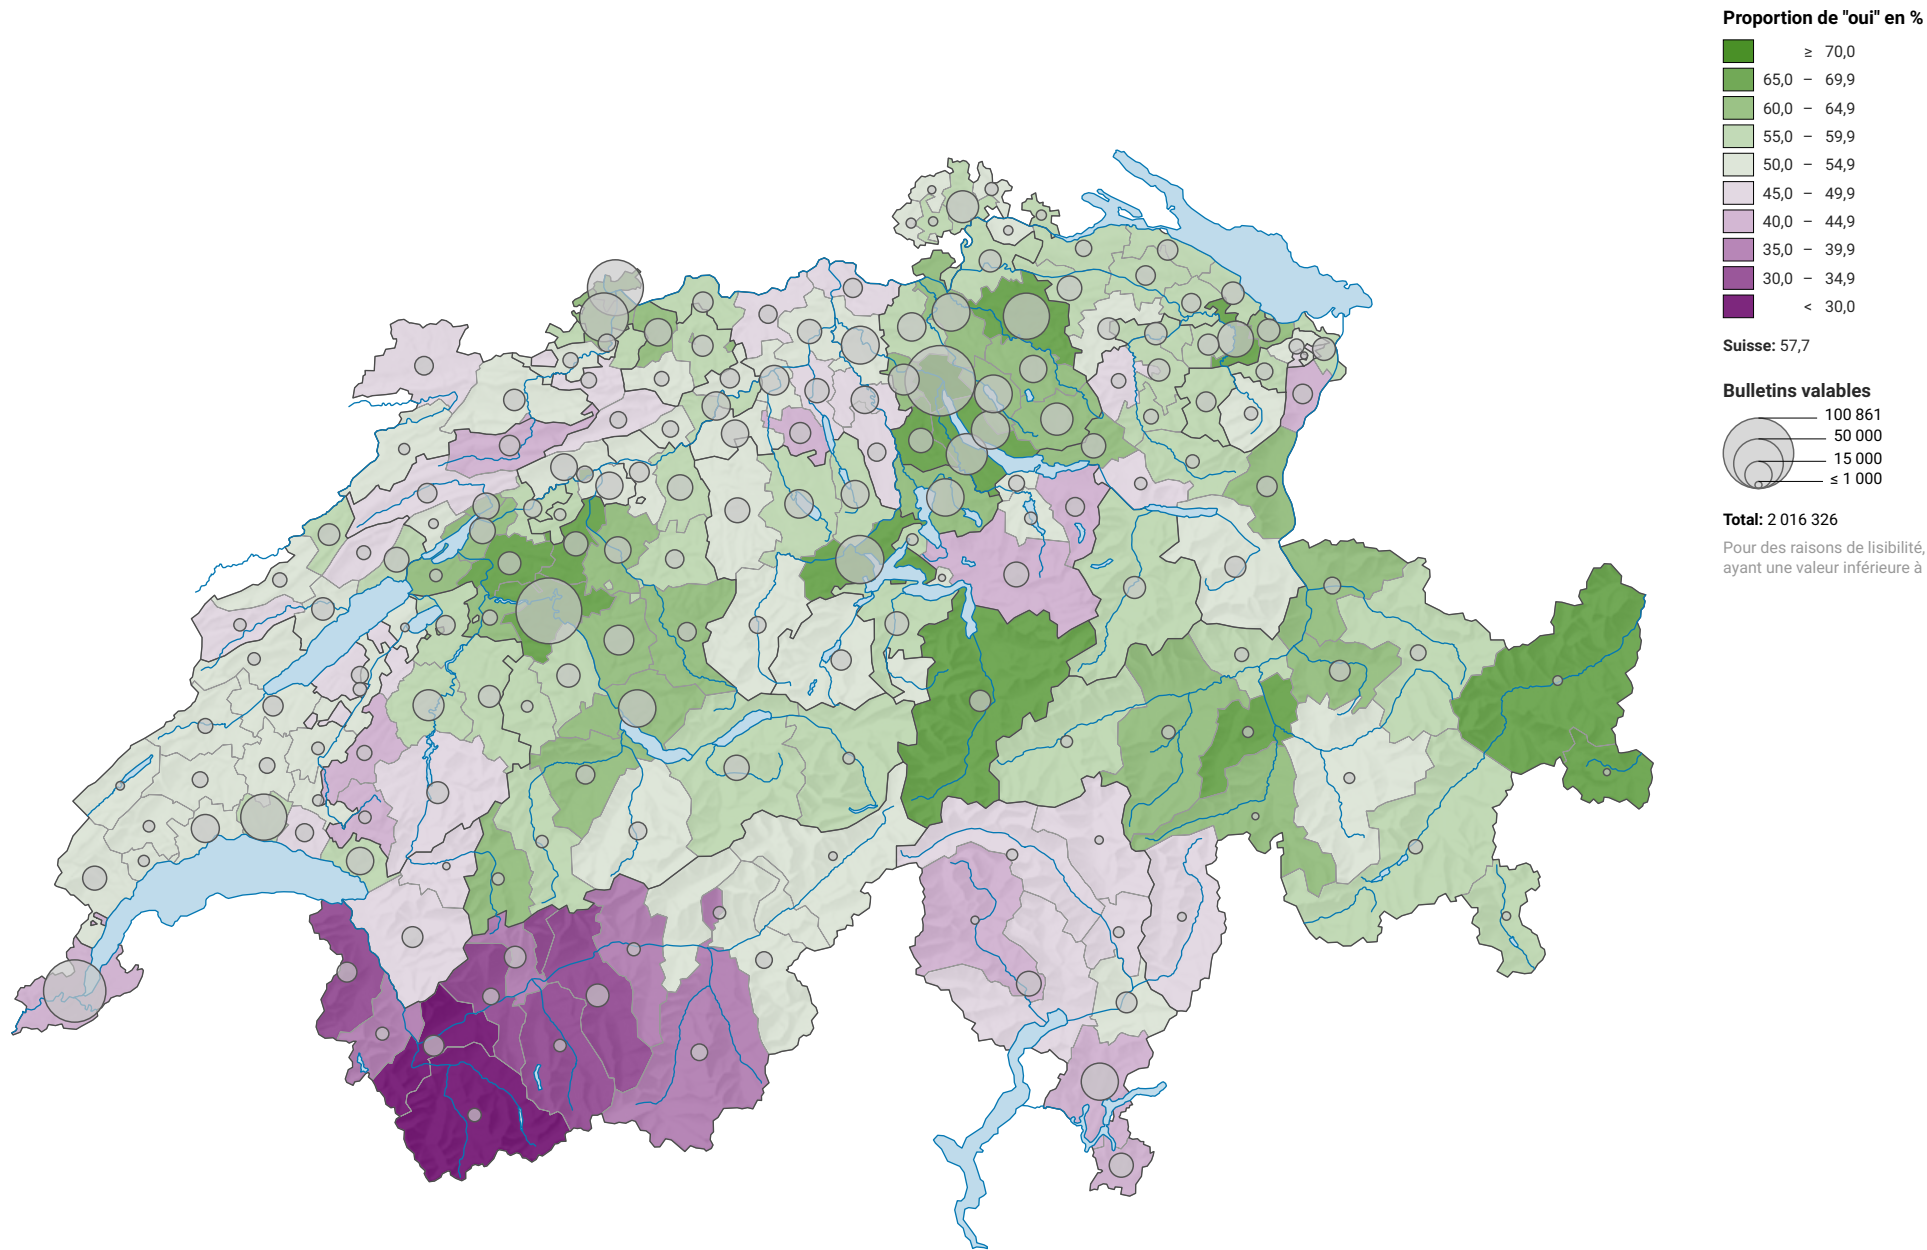 Proportion de "oui" en %
≥ 70,0
65,0 – 69,9
60,0 – 64,9
55,0 – 59,9
50,0 – 54,9
45,0 – 49,9
40,0 – 44,9
35,0 – 39,9
30,0 – 34,9
< 30,0
Suisse: 57,7
Bulletins valables
100 861
50 000
15 000
≤ 1 000
Total: 2 016 326
Pour des raisons de lisibilité,
ayant une valeur inférieure à